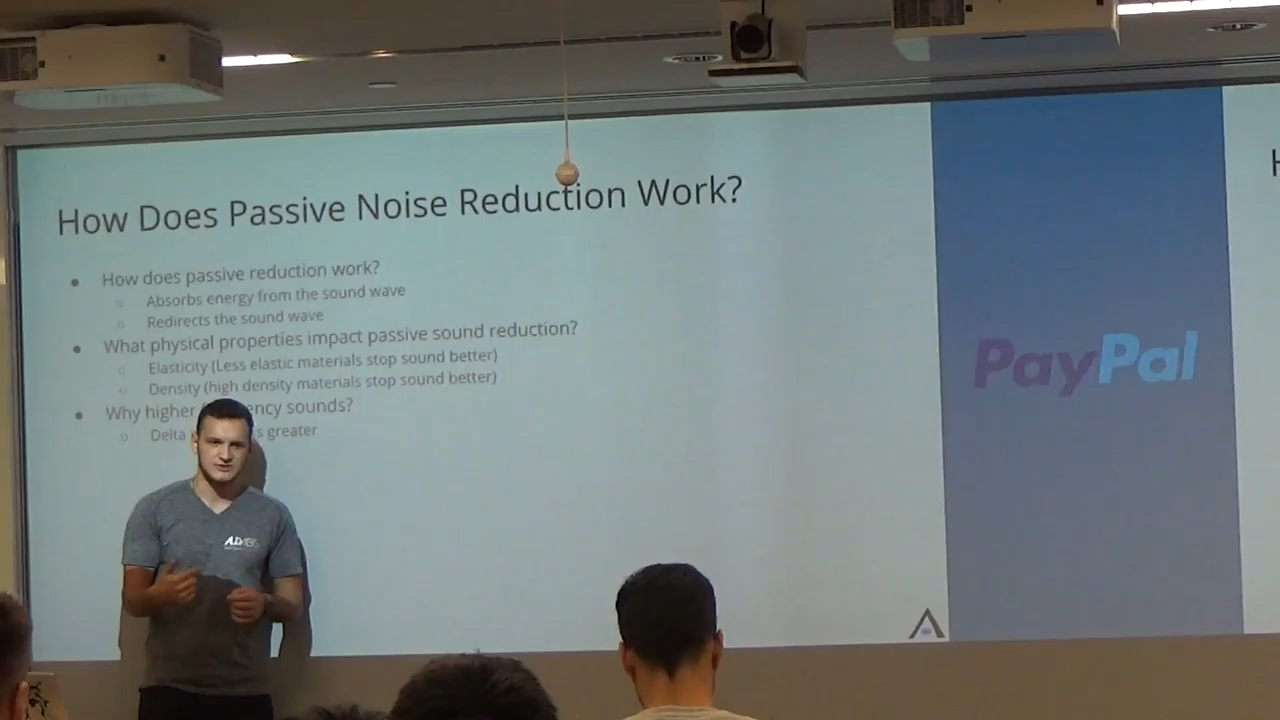 How Does Passive Noise Reduction Work?
How does passive reduction work?
Absorbs energy from the sound wave
Redirects the sound wave
What physical properties impact passive sound reduction?
Elasticity (Less elastic materials stop sound better)
Density (high density materials stop sound better)
Why higher ency sounds?
Delta s greater
PayPal
H